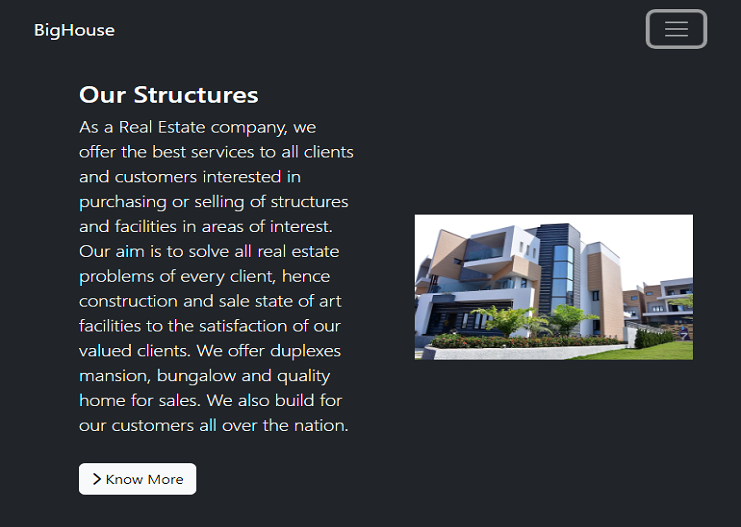 BigHouse
Our Structures
As a Real Estate company, we
offer the best services to all clients
and customers interested in
purchasing or selling of structures
and facilities in areas of interest.
Our aim is to solve all real estate
problems of every client, hence
construction and sale state of art
facilities to the satisfaction of our
valued clients. We offer duplexes
mansion, bungalow and quality
home for sales. We also build for
our customers all over the nation.
Know More